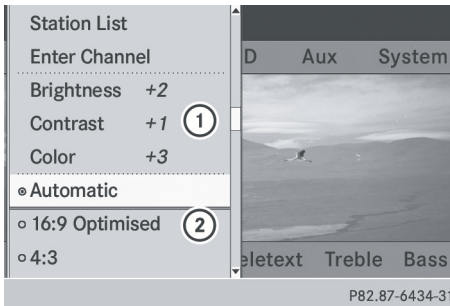 Station List
Enter Channel
Brightness +2
Contrast +1
Color +3
①
Automatic
16:9 Optimised
②
4:3
D Aux System
eletext Treble Bass
P82.87-6434-31